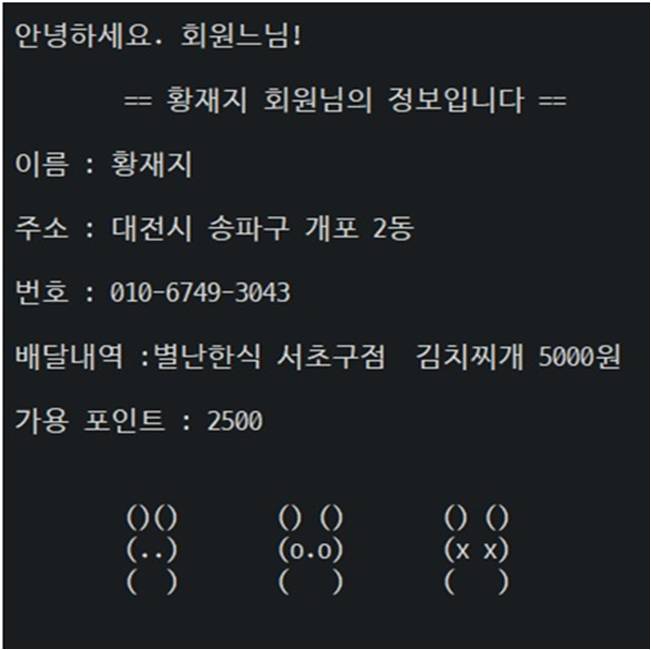 안녕하세요. 회원느님!
== 황재지 회원님의 정보입니다 ==
이름 : 황재지
주소 : 대전시 송파구 개포 2동
번호 : 010-6749-3043
배달내역 :별난한식 서초구점  김치찌개 5000원
가용 포인트 : 2500
()()       () ()       () ()
(..)       (o.o)       (x x)
(  )       (   )       (   )